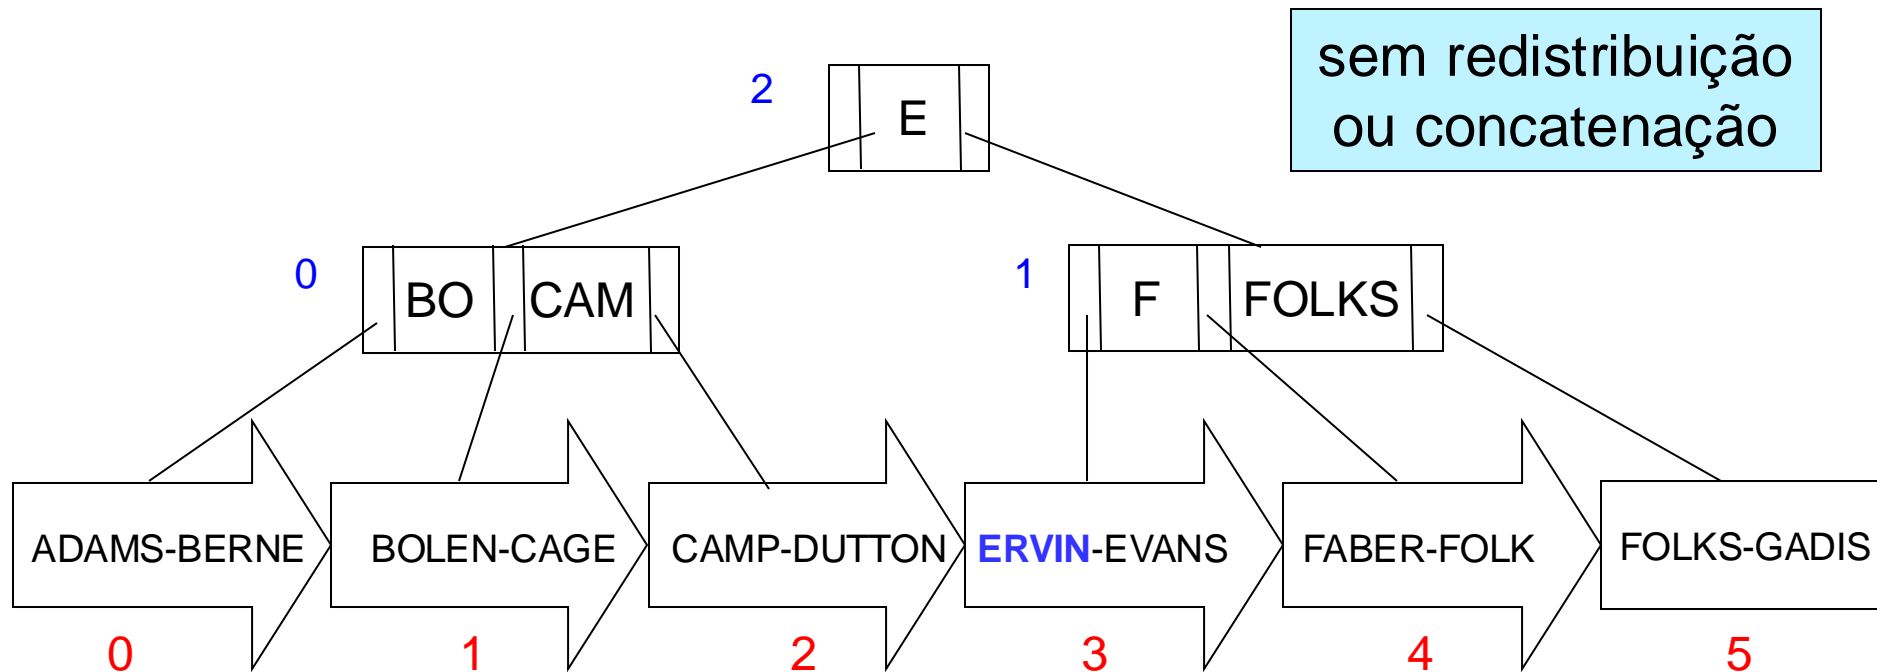 sem redistribuição
ou concatenação
2
E
0
BO CAM
1
F FOLKS
ADAMS-BERNE BOLEN-CAGE CAMP-DUTTON ERVIN-EVANS FABER-FOLK FOLKS-GADIS
0 1 2 3 4 5